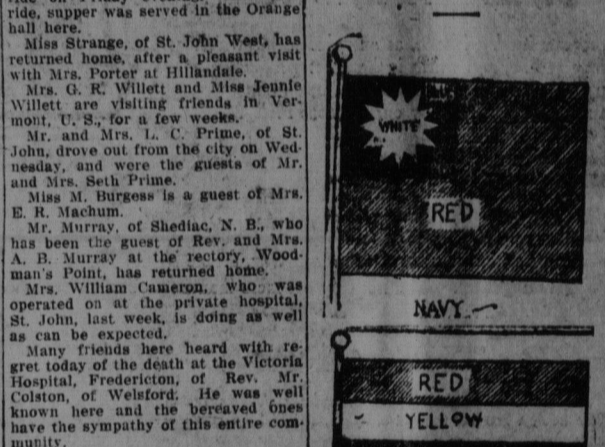 ride, supper was served in the Orange
hall here.
Miss Strange, of St. John West, has
returned home, after a pleasant visit
with Mrs. Porter at Hillandale.
Mrs. G. R. Willett and Miss Jennie
Willett are visiting friends in Ver-
mont, U. S., for a few weeks.
Mr. and Mrs. L. C. Prime, of St.
John, drove out from the city on Wed-
nesday, and were the guests of Mr.
and Mrs. Seth Prime.
Miss M. Burgess is a guest of Mrs.
E. R. Machum.
Mr. Murray, of Shediac, N. B., who
has been the guest of Rev. and Mrs.
A. B. Murray at the rectory, Wood-
man's Point, has returned home.
Mrs. William Cameron, who was
operated on at the private hospital,
St. John, last week, is doing as well
as can be expected.
Many friends here heard with re-
gret today of the death at the Victoria
Hospital, Fredericton, of Rev. Mr.
Colston, of Welsford. He was well
known here and the bereaved ones
have the sympathy of this entire com-
munity.
WHITE
RED
NAVY
RED
YELLOW